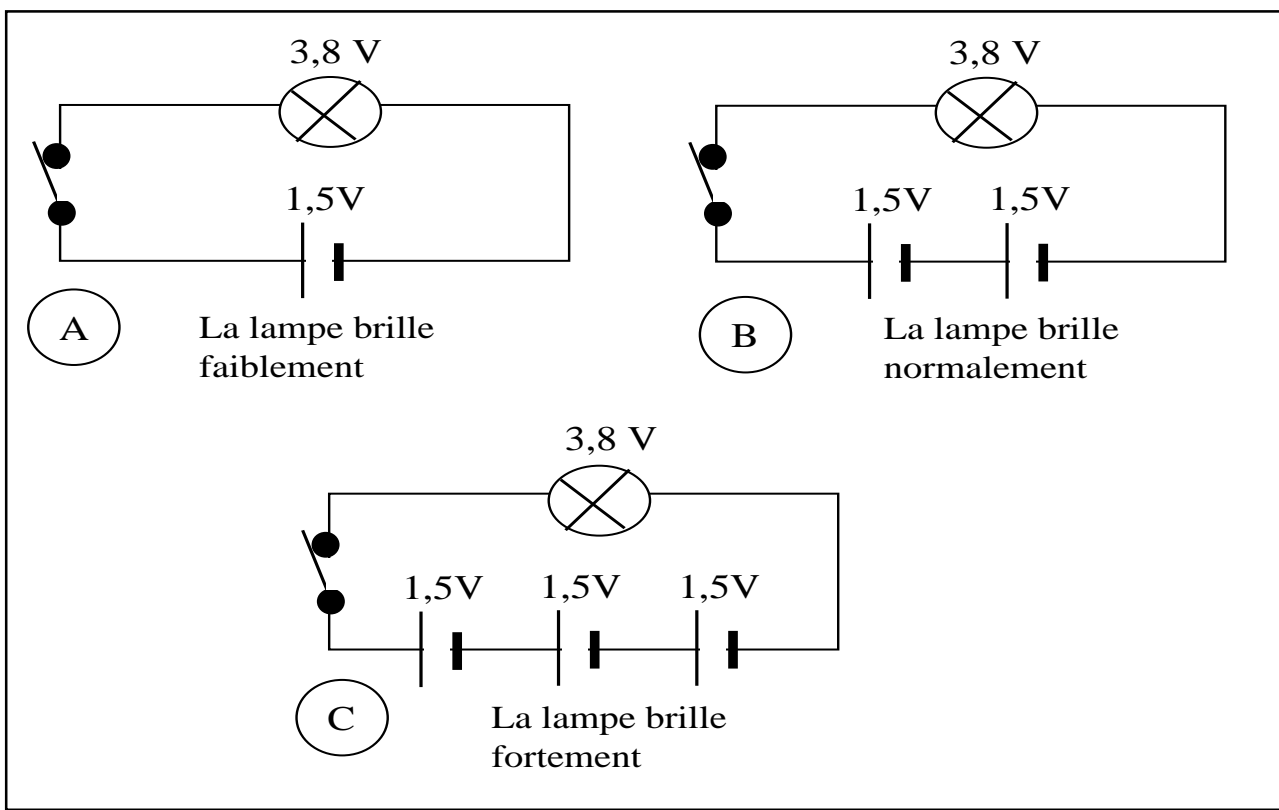 3,8 V
1,5V
A
La lampe brille
faiblement
3,8 V
1,5V 1,5V
B
La lampe brille
normalement
3,8 V
1,5V 1,5V 1,5V
C
La lampe brille
fortement